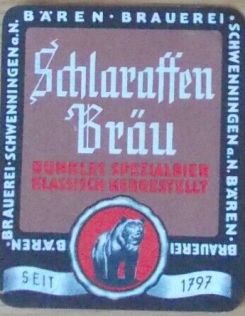 BÄREN · BRAUEREI · SCHWENNINGEN a.N.
Schlaraffen
Bräu
DUNKLES SPEZIALBIER
KLASSISCH HERGESTELLT
BÄREN · BRAUEREI · SCHWENNINGEN a.N.
BÄREN
BRAUEREI
SEIT 1797